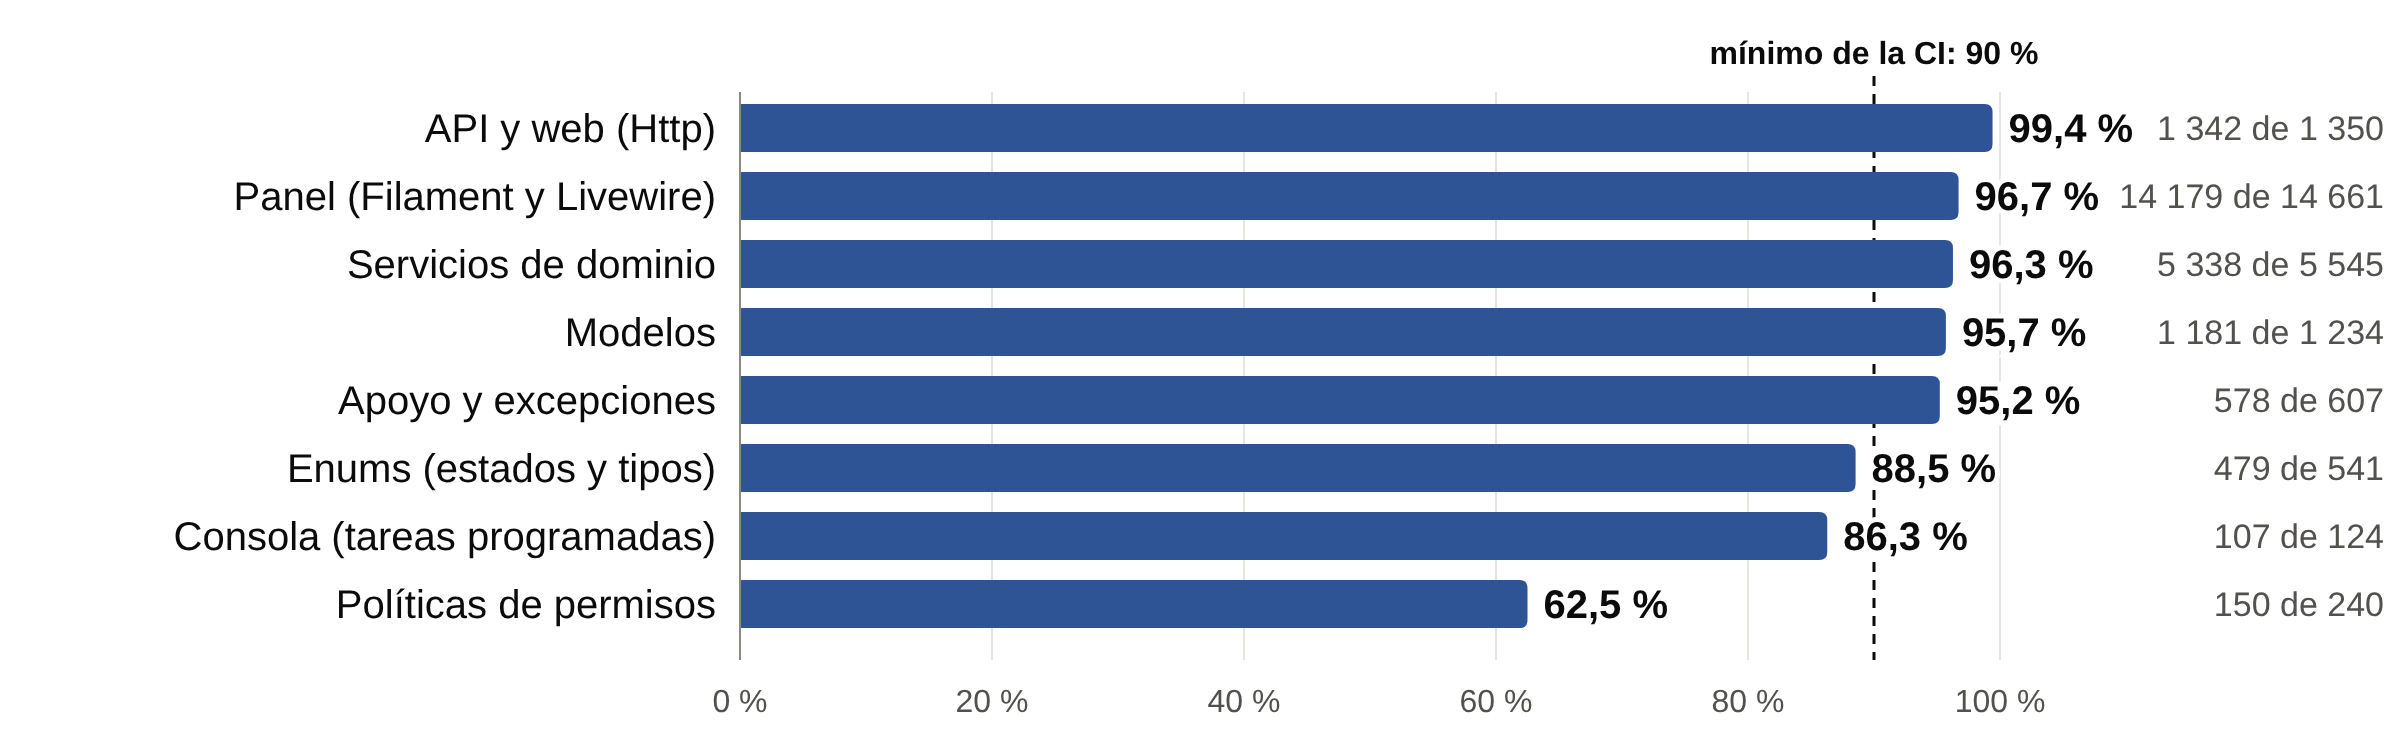 mínimo de la CI: 90 %
API y web (Http) 99,4 % 1 342 de 1 350
Panel (Filament y Livewire) 96,7 % 14 179 de 14 661
Servicios de dominio 96,3 % 5 338 de 5 545
Modelos 95,7 % 1 181 de 1 234
Apoyo y excepciones 95,2 % 578 de 607
Enums (estados y tipos) 88,5 % 479 de 541
Consola (tareas programadas) 86,3 % 107 de 124
Políticas de permisos 62,5 % 150 de 240
0 % 20 % 40 % 60 % 80 % 100 %